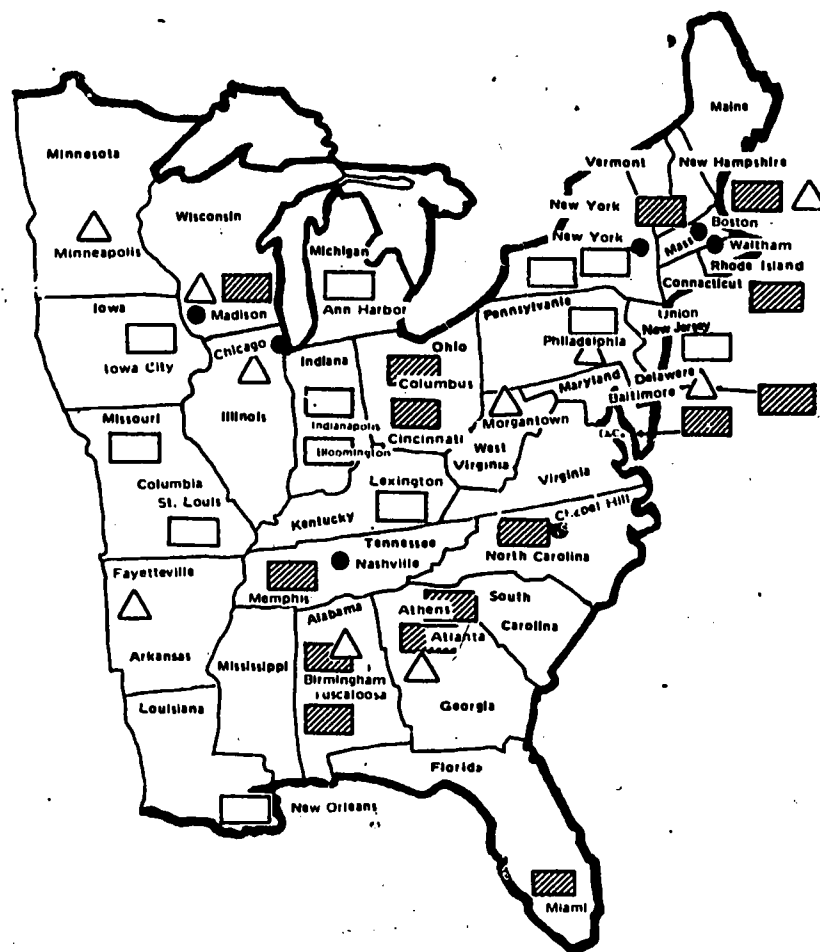 Maine
Minnesota
Vermont
New Hampshire
Wisconsin
New York
Boston
Minneapolis
Michigan
New York
Mass
Waltham
Rhode Island
Connecticut
Iowa
Madison
Ann Harbor
Pennsylvania
Union
New Jersey
Chicago
Ohio
Philadelphia
Iowa City
Indiana
Columbus
Maryland
Delaware
Baltimore
Missouri
Illinois
Indianapolis
Cincinnati
Morgantown
Bloomington
West
Virginia
Columbia
Lexington
Virginia
St. Louis
Kentucky
Chapel Hill
Tennessee
Nashville
North Carolina
Fayetteville
Memphis
Alabama
Athens
South
Carolina
Atlanta
Arkansas
Mississippi
Birmingham
Tuscaloosa
Louisiana
Georgia
Florida
New Orleans
Miami